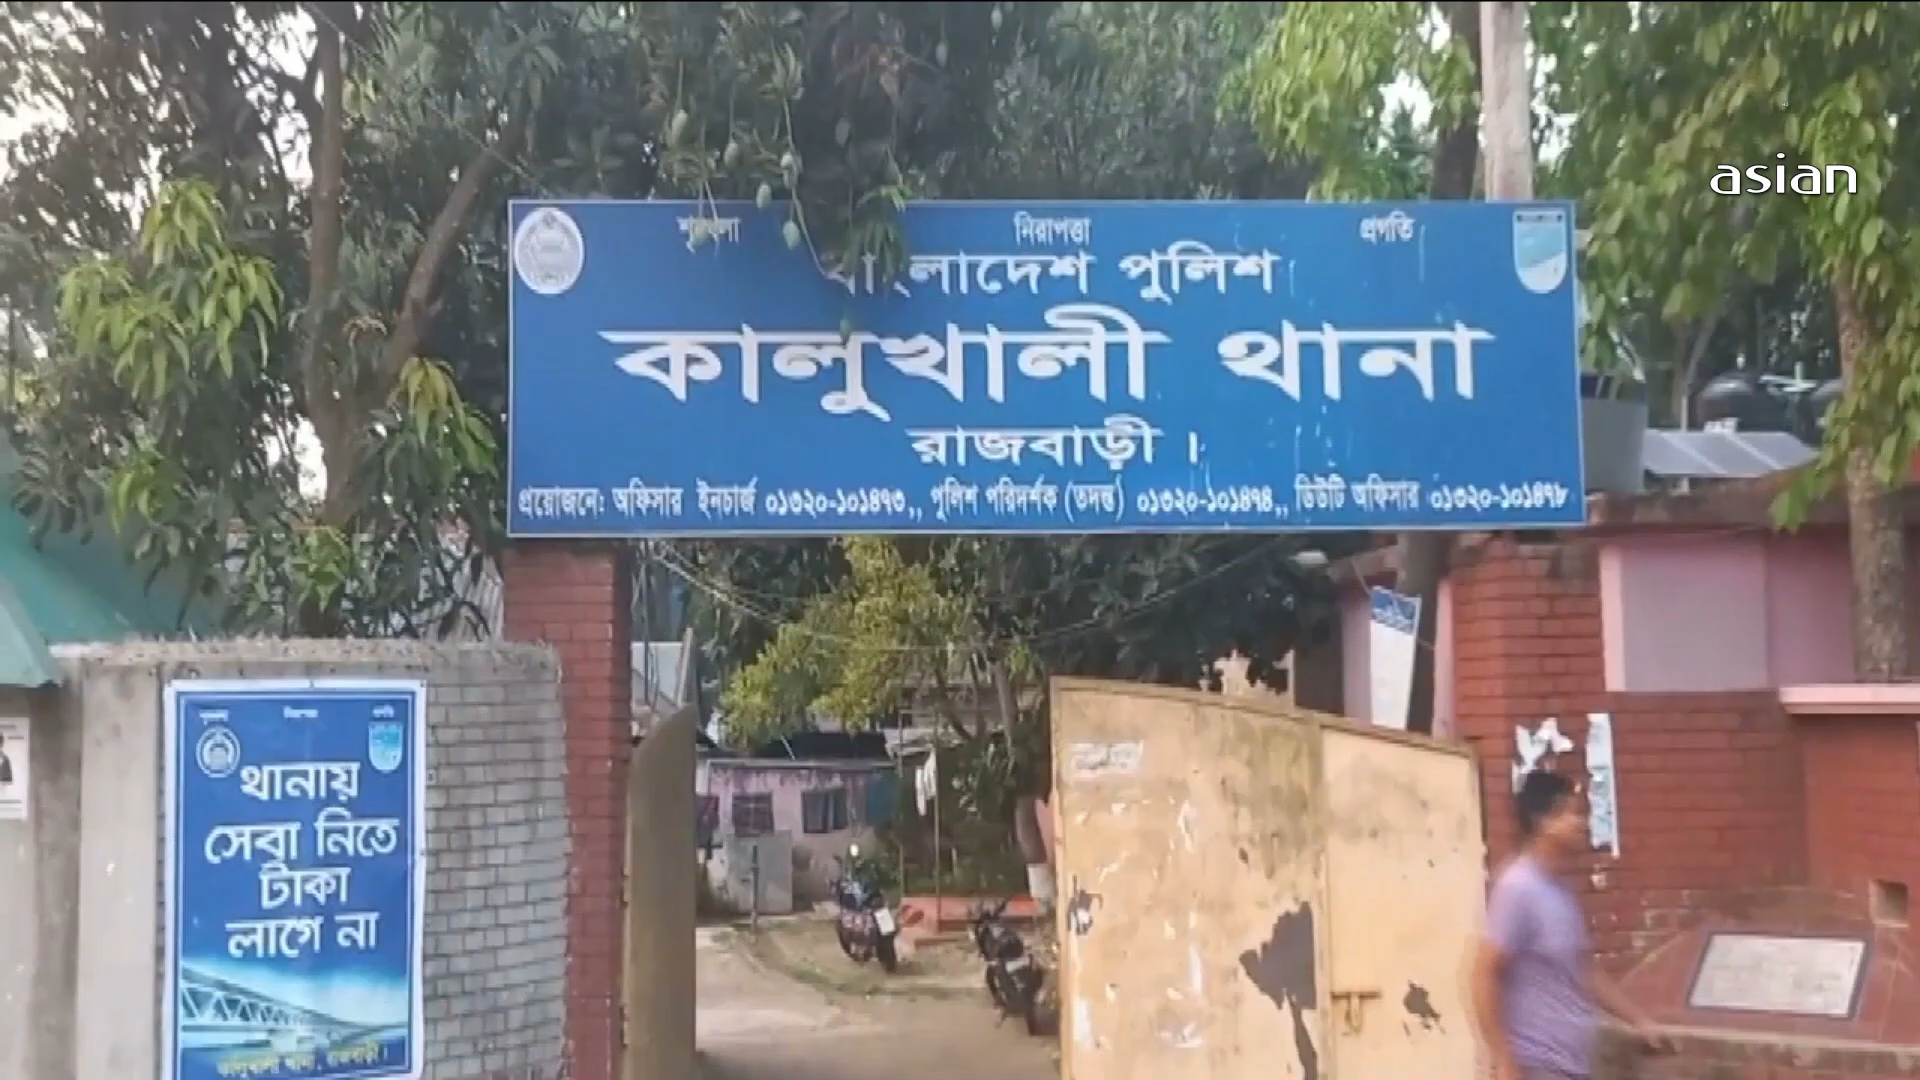 asian
শৃঙ্খলা নিরাপত্তা প্রগতি
বাংলাদেশ পুলিশ
কালুখালী থানা
রাজবাড়ী ।
প্রয়োজনে: অফিসার ইনচার্জ ০১৩২০-১০১৪৭৩,, পুলিশ পরিদর্শক (তদন্ত) ০১৩২০-১০১৪৭৪,, ডিউটি অফিসার ০১৩২০-১০১৪৭৮
থানায়
সেবা নিতে
টাকা
লাগে না
কালুখালী থানা, রাজবাড়ী ।